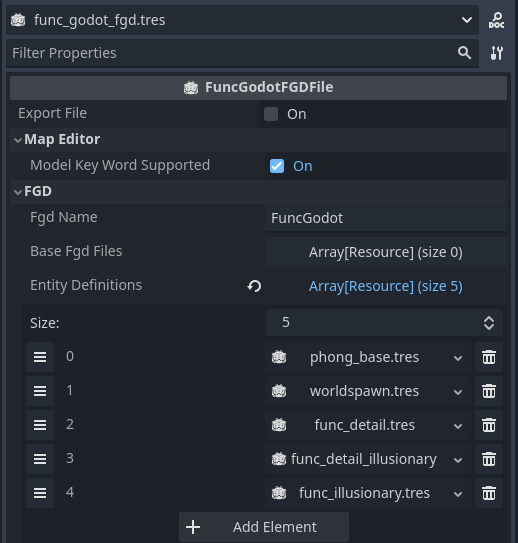 func_godot_fgd.tres
DOC
Filter Properties
FuncGodotFGDFile
Export File On
Map Editor
Model Key Word Supported On
FGD
Fgd Name FuncGodot
Base Fgd Files Array[Resource] (size 0)
Entity Definitions Array[Resource] (size 5)
Size: 5
0 phong_base.tres
1 worldspawn.tres
2 func_detail.tres
3 func_detail_illusionary
4 func_illusionary.tres
Add Element